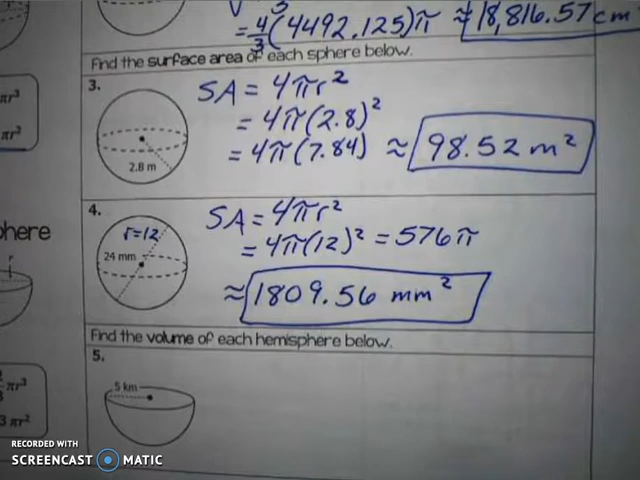 = 4/3 (4492.125)π ≈ 18,816.57 cm
Find the surface area of each sphere below.
3.
SA = 4πr²
= 4π(2.8)²
= 4π(7.84) ≈ 98.52 m²
2.8 m
πr³
πr²
4.
SA = 4πr²
r=12
= 4π(12)² = 576π
24 mm
≈ 1809.56 mm²
here
r
Find the volume of each hemisphere below.
5.
5 km
πr³
3πr²
RECORDED WITH
SCREENCAST MATIC